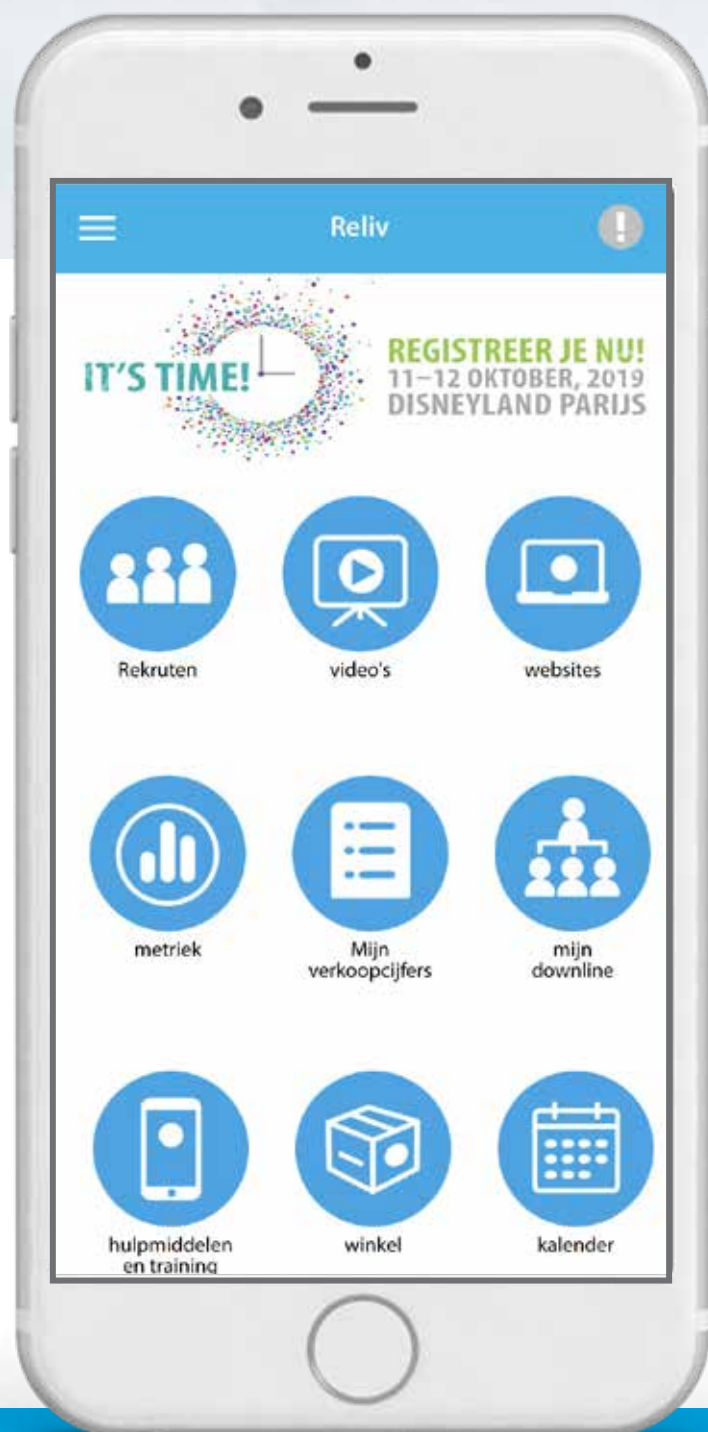 Reliv
IT'S TIME!
REGISTREER JE NU!
11–12 OKTOBER, 2019
DISNEYLAND PARIJS
Rekruten
video's
websites
metriek
Mijn
verkoopcijfers
mijn
downline
hulpmiddelen
en training
winkel
kalender